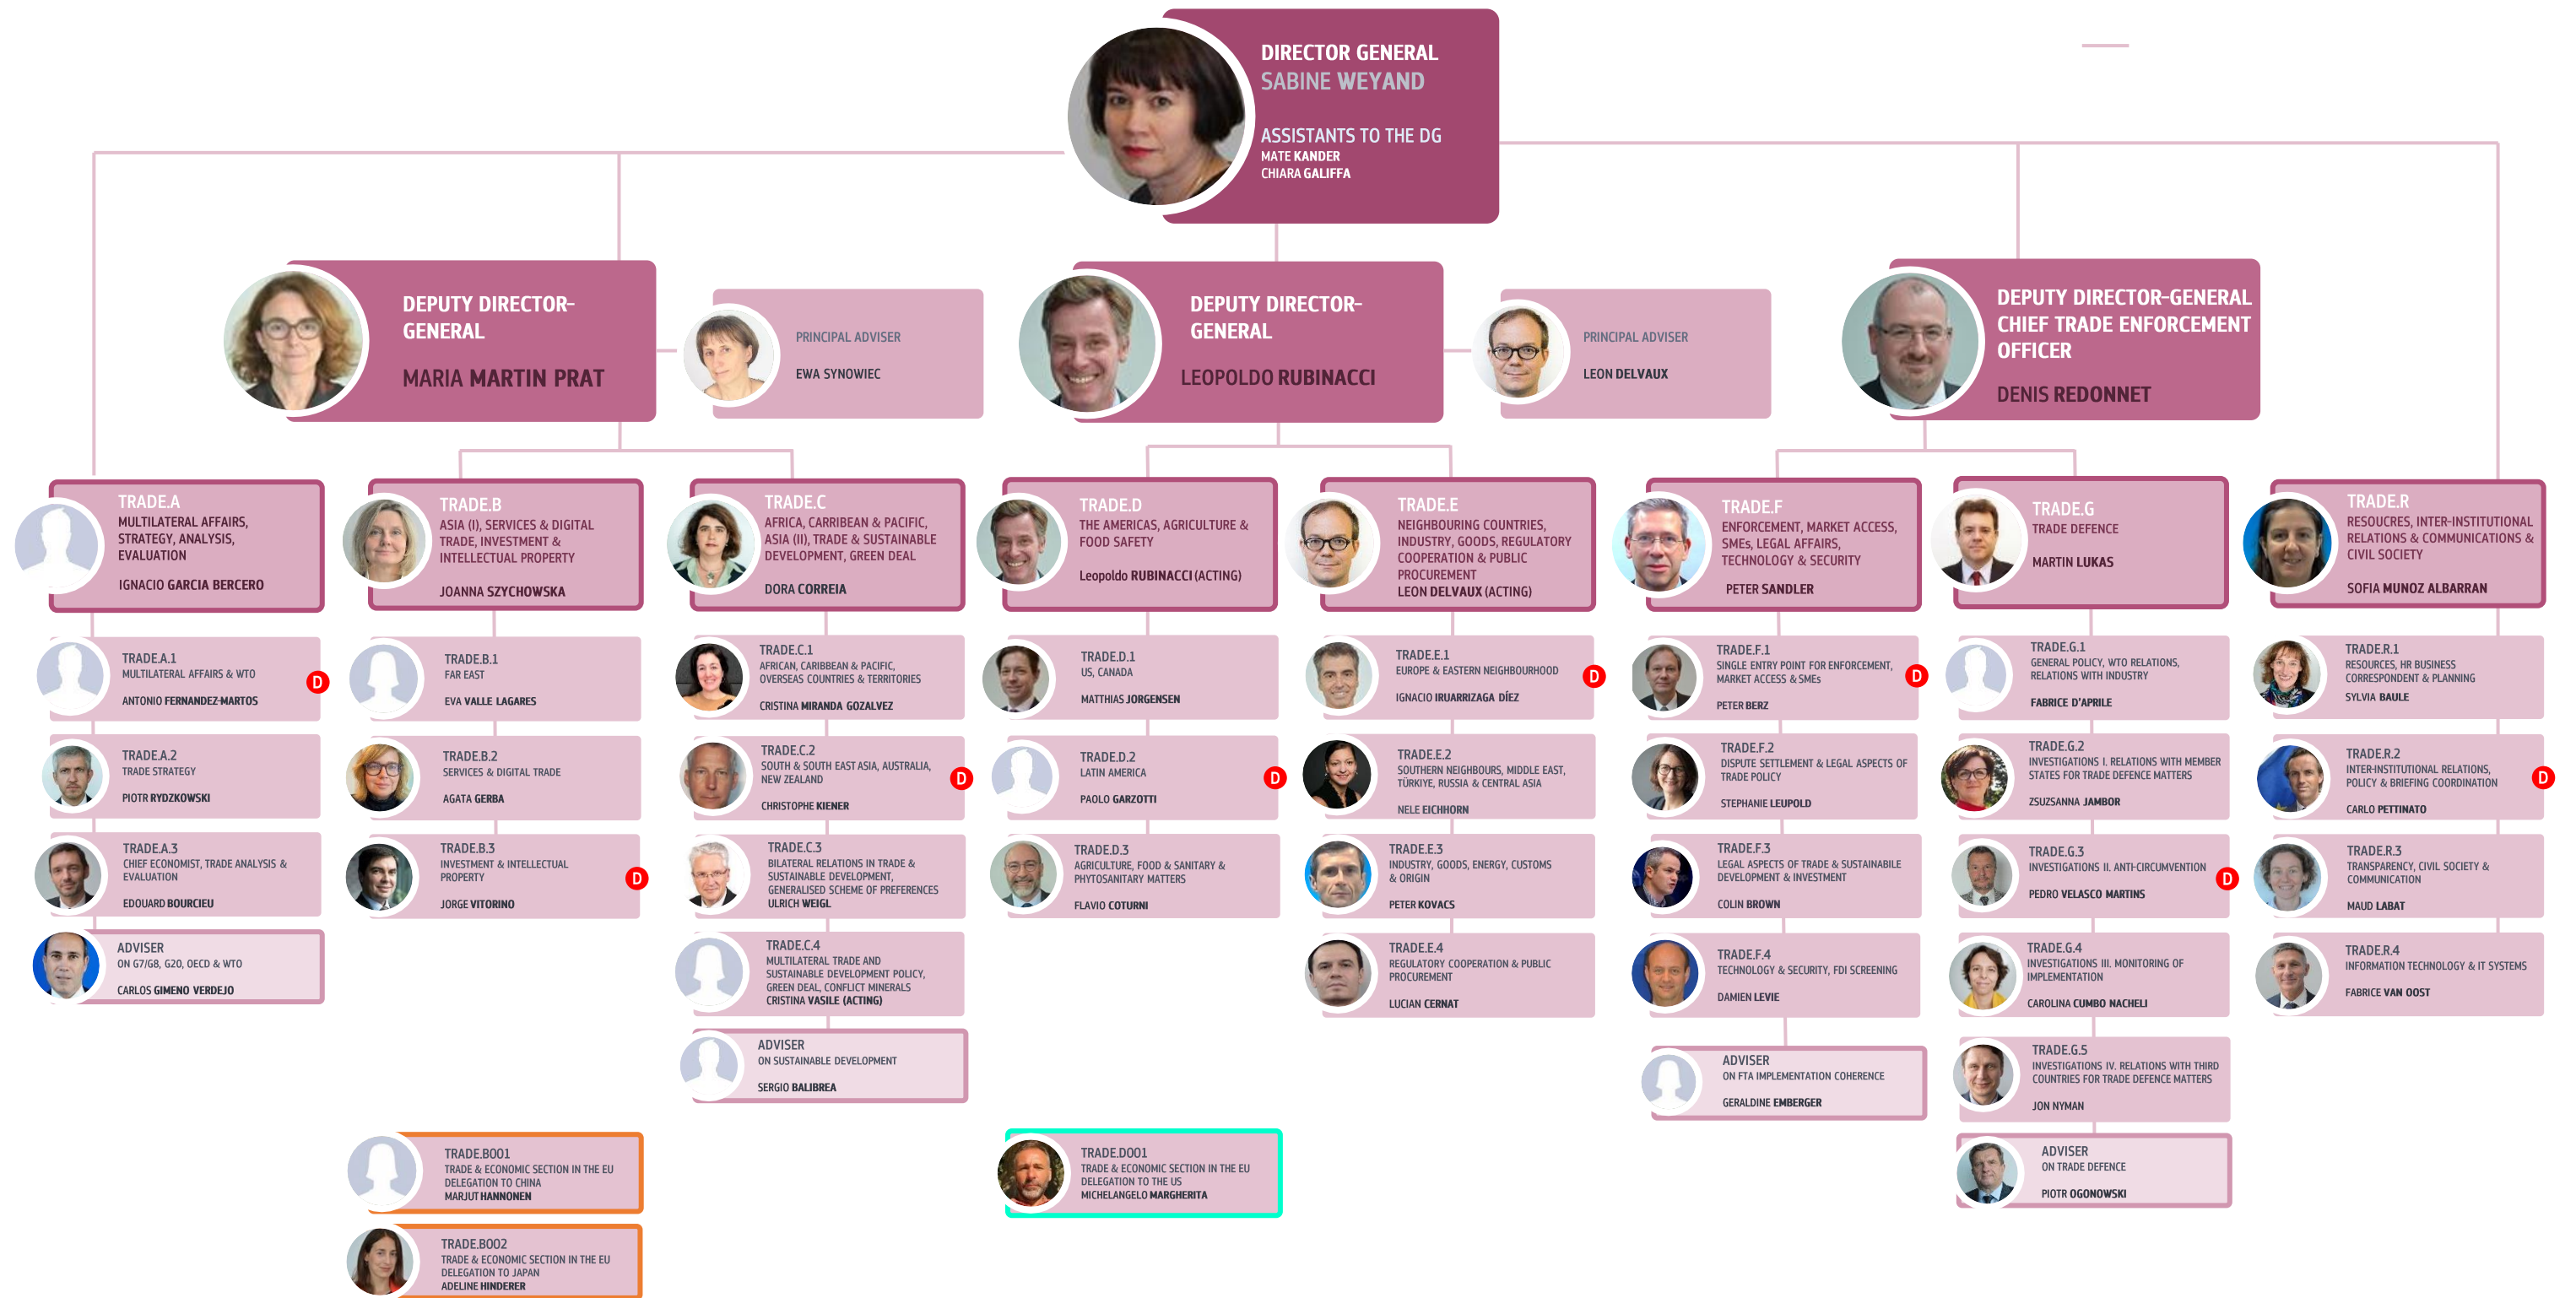 DIRECTOR GENERAL
SABINE WEYAND
ASSISTANTS TO THE DG
MATE KANDER
CHIARA GALIFFA
DEPUTY DIRECTOR-
GENERAL
MARIA MARTIN PRAT
PRINCIPAL ADVISER
EWA SYNOWIEC
DEPUTY DIRECTOR-
GENERAL
LEOPOLDO RUBINACCI
PRINCIPAL ADVISER
LEON DELVAUX
DEPUTY DIRECTOR-GENERAL
CHIEF TRADE ENFORCEMENT
OFFICER
DENIS REDONNET
TRADE.A
MULTILATERAL AFFAIRS,
STRATEGY, ANALYSIS,
EVALUATION
IGNACIO GARCIA BERCERO
TRADE.A.1
MULTILATERAL AFFAIRS & WTO
ANTONIO FERNANDEZ-MARTOS
D
TRADE.A.2
TRADE STRATEGY
PIOTR RYDZKOWSKI
TRADE.A.3
CHIEF ECONOMIST, TRADE ANALYSIS &
EVALUATION
EDOUARD BOURCIEU
ADVISER
ON G7/G8, G20, OECD & WTO
CARLOS GIMENO VERDEJO
TRADE.B
ASIA (I), SERVICES & DIGITAL
TRADE, INVESTMENT &
INTELLECTUAL PROPERTY
JOANNA SZYCHOWSKA
TRADE.B.1
FAR EAST
EVA VALLE LAGARES
TRADE.B.2
SERVICES & DIGITAL TRADE
AGATA GERBA
TRADE.B.3
INVESTMENT & INTELLECTUAL
PROPERTY
JORGE VITORINO
D
TRADE.B001
TRADE & ECONOMIC SECTION IN THE EU
DELEGATION TO CHINA
MARJUT HANNONEN
TRADE.B002
TRADE & ECONOMIC SECTION IN THE EU
DELEGATION TO JAPAN
ADELINE HINDERER
TRADE.C
AFRICA, CARRIBEAN & PACIFIC,
ASIA (II), TRADE & SUSTAINABLE
DEVELOPMENT, GREEN DEAL
DORA CORREIA
TRADE.C.1
AFRICAN, CARIBBEAN & PACIFIC,
OVERSEAS COUNTRIES & TERRITORIES
CRISTINA MIRANDA GOZALVEZ
TRADE.C.2
SOUTH & SOUTH EAST ASIA, AUSTRALIA,
NEW ZEALAND
CHRISTOPHE KIENER
D
TRADE.C.3
BILATERAL RELATIONS IN TRADE &
SUSTAINABLE DEVELOPMENT,
GENERALISED SCHEME OF PREFERENCES
ULRICH WEIGL
TRADE.C.4
MULTILATERAL TRADE AND
SUSTAINABLE DEVELOPMENT POLICY,
GREEN DEAL, CONFLICT MINERALS
CRISTINA VASILE (ACTING)
ADVISER
ON SUSTAINABLE DEVELOPMENT
SERGIO BALIBREA
TRADE.D
THE AMERICAS, AGRICULTURE &
FOOD SAFETY
Leopoldo RUBINACCI (ACTING)
TRADE.D.1
US, CANADA
MATTHIAS JORGENSEN
TRADE.D.2
LATIN AMERICA
PAOLO GARZOTTI
D
TRADE.D.3
AGRICULTURE, FOOD & SANITARY &
PHYTOSANITARY MATTERS
FLAVIO COTURNI
TRADE.D001
TRADE & ECONOMIC SECTION IN THE EU
DELEGATION TO THE US
MICHELANGELO MARGHERITA
TRADE.E
NEIGHBOURING COUNTRIES,
INDUSTRY, GOODS, REGULATORY
COOPERATION & PUBLIC
PROCUREMENT
LEON DELVAUX (ACTING)
TRADE.E.1
EUROPE & EASTERN NEIGHBOURHOOD
IGNACIO IRUARRIZAGA DÍEZ
D
TRADE.E.2
SOUTHERN NEIGHBOURS, MIDDLE EAST,
TÜRKIYE, RUSSIA & CENTRAL ASIA
NELE EICHHORN
TRADE.E.3
INDUSTRY, GOODS, ENERGY, CUSTOMS
& ORIGIN
PETER KOVACS
TRADE.E.4
REGULATORY COOPERATION & PUBLIC
PROCUREMENT
LUCIAN CERNAT
TRADE.F
ENFORCEMENT, MARKET ACCESS,
SMEs, LEGAL AFFAIRS,
TECHNOLOGY & SECURITY
PETER SANDLER
TRADE.F.1
SINGLE ENTRY POINT FOR ENFORCEMENT,
MARKET ACCESS & SMEs
PETER BERZ
D
TRADE.F.2
DISPUTE SETTLEMENT & LEGAL ASPECTS OF
TRADE POLICY
STEPHANIE LEUPOLD
TRADE.F.3
LEGAL ASPECTS OF TRADE & SUSTAINABILE
DEVELOPMENT & INVESTMENT
COLIN BROWN
TRADE.F.4
TECHNOLOGY & SECURITY, FDI SCREENING
DAMIEN LEVIE
ADVISER
ON FTA IMPLEMENTATION COHERENCE
GERALDINE EMBERGER
TRADE.G
TRADE DEFENCE
MARTIN LUKAS
TRADE.G.1
GENERAL POLICY, WTO RELATIONS,
RELATIONS WITH INDUSTRY
FABRICE D'APRILE
TRADE.G.2
INVESTIGATIONS I. RELATIONS WITH MEMBER
STATES FOR TRADE DEFENCE MATTERS
ZSUZSANNA JAMBOR
TRADE.G.3
INVESTIGATIONS II. ANTI-CIRCUMVENTION
PEDRO VELASCO MARTINS
D
TRADE.G.4
INVESTIGATIONS III. MONITORING OF
IMPLEMENTATION
CAROLINA CUMBO NACHELI
TRADE.G.5
INVESTIGATIONS IV. RELATIONS WITH THIRD
COUNTRIES FOR TRADE DEFENCE MATTERS
JON NYMAN
ADVISER
ON TRADE DEFENCE
PIOTR OGONOWSKI
TRADE.R
RESOUCRES, INTER-INSTITUTIONAL
RELATIONS & COMMUNICATIONS &
CIVIL SOCIETY
SOFIA MUNOZ ALBARRAN
TRADE.R.1
RESOURCES, HR BUSINESS
CORRESPONDENT & PLANNING
SYLVIA BAULE
TRADE.R.2
INTER-INSTITUTIONAL RELATIONS,
POLICY & BRIEFING COORDINATION
CARLO PETTINATO
D
TRADE.R.3
TRANSPARENCY, CIVIL SOCIETY &
COMMUNICATION
MAUD LABAT
TRADE.R.4
INFORMATION TECHNOLOGY & IT SYSTEMS
FABRICE VAN OOST